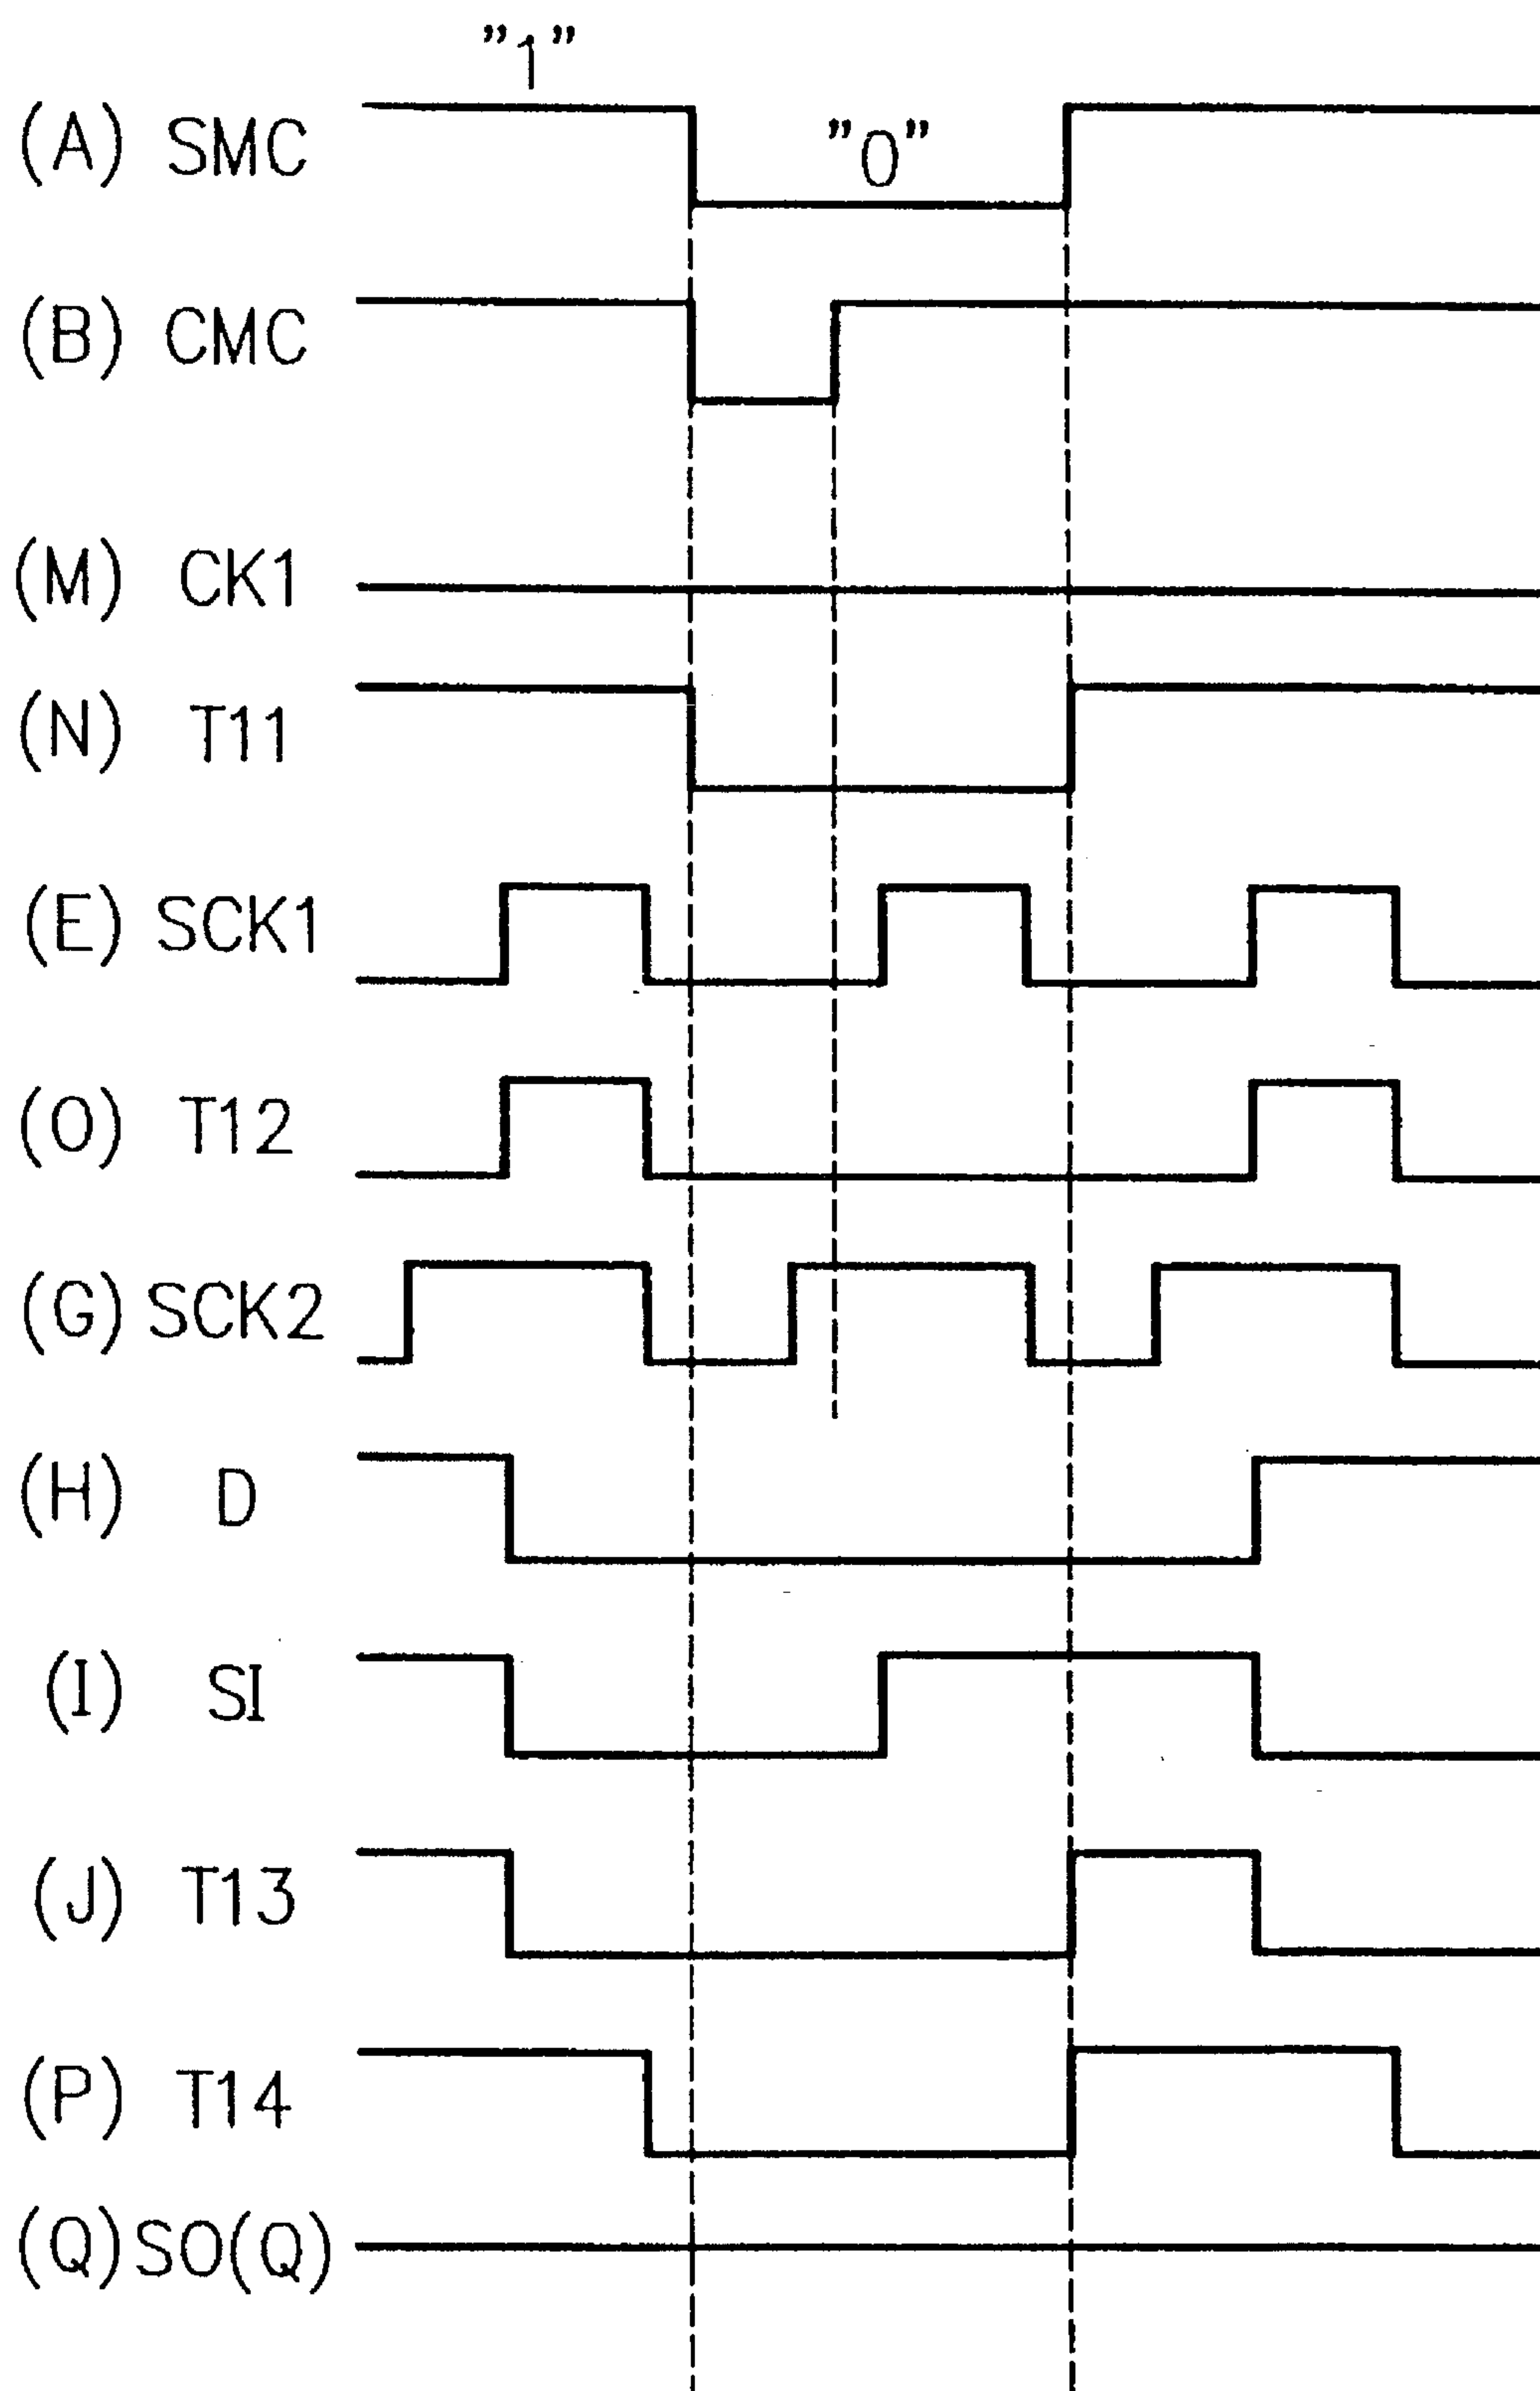 "1"
(A) SMC
"0"
(B) CMC
(M) CK1
(N) T11
(E) SCK1
(O) T12
(G) SCK2
(H) D
(I) SI
(J) T13
(P) T14
(Q) SO(Q)